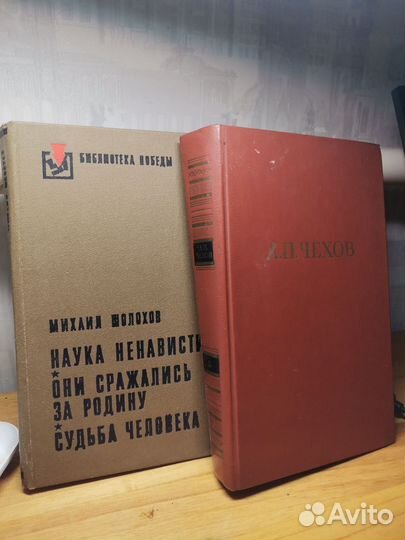 БИБЛИОТЕКА ПОБЕДЫ
МИХАИЛ ШОЛОХОВ
НАУКА НЕНАВИСТИ
ОНИ СРАЖАЛИСЬ
ЗА РОДИНУ
СУДЬБА ЧЕЛОВЕКА
А.П.ЧЕХОВ
Avito